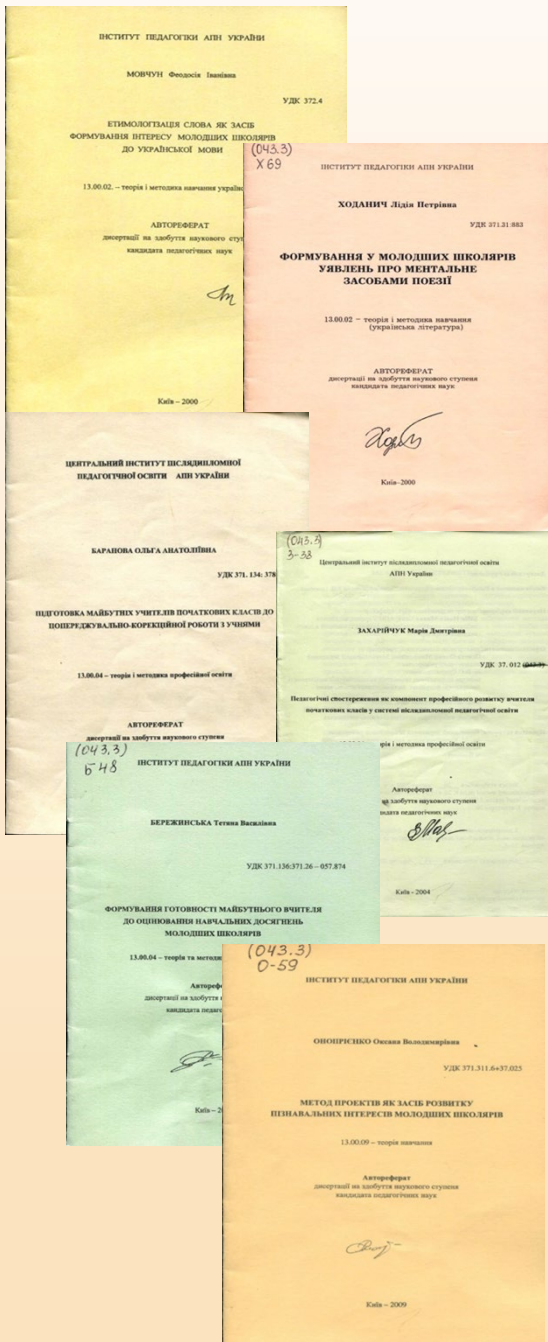 ІНСТИТУТ ПЕДАГОГІКИ АПН УКРАЇНИ
МОВЧУН Феодосія Іванівна
УДК 372.4
ЕТИМОЛОГІЗАЦІЯ СЛОВА ЯК ЗАСІБ
ФОРМУВАННЯ ІНТЕРЕСУ МОЛОДШИХ ШКОЛЯРІВ
ДО УКРАЇНСЬКОЇ МОВИ
13.00.02. – теорія і методика навчання
АВТОРЕФЕРАТ
дисертації на здобуття наукового
кандидата педагогічних наук
Київ – 2000
(043.3)
Х 69
ІНСТИТУТ ПЕДАГОГІКИ АПН УКРАЇНИ
ХОДАНИЧ Лідія Петрівна
УДК 371.31:883
ФОРМУВАННЯ У МОЛОДШИХ ШКОЛЯРІВ
УЯВЛЕНЬ ПРО МЕНТАЛЬНЕ
ЗАСОБАМИ ПОЕЗІЇ
13.00.02 – теорія і методика навчання
(українська література)
АВТОРЕФЕРАТ
дисертації на здобуття наукового ступеня
кандидата педагогічних наук
Київ–2000
ЦЕНТРАЛЬНИЙ ІНСТИТУТ ПІСЛЯДИПЛОМНОЇ
ПЕДАГОГІЧНОЇ ОСВІТИ АПН УКРАЇНИ
БАРАНОВА ОЛЬГА АНАТОЛІЇВНА
УДК 371. 134: 378
ПІДГОТОВКА МАЙБУТНІХ УЧИТЕЛІВ ПОЧАТКОВИХ КЛАСІВ ДО
ПОПЕРЕДЖУВАЛЬНО-КОРЕКЦІЙНОЇ РОБОТИ З УЧНЯМИ
13.00.04 – теорія і методика професійної освіти
АВТОРЕФЕРАТ
дисертації на здобуття наукового ступеня
(043.3)
З-33
Центральний інститут післядипломної педагогічної освіти
АПН України
ЗАХАРІЙЧУК Марія Дмитрівна
УДК 37. 012
Педагогічні спостереження як компонент професійного розвитку вчителя
початкових класів у системі післядипломної педагогічної освіти
і методика професійної освіти
Автореферат
на здобуття наукового ступеня
педагогічних наук
Київ - 2004
(043.3)
Б 48
ІНСТИТУТ ПЕДАГОГІКИ АПН УКРАЇНИ
БЕРЕЖИНСЬКА Тетяна Василівна
УДК 371.136:371.26 – 057.874
ФОРМУВАННЯ ГОТОВНОСТІ МАЙБУТНЬОГО ВЧИТЕЛЯ
ДО ОЦІНЮВАННЯ НАВЧАЛЬНИХ ДОСЯГНЕНЬ
МОЛОДШИХ ШКОЛЯРІВ
13.00.04 – теорія та
дисертації на здобуття
кандидата
Київ –
(043.3)
О-59
ІНСТИТУТ ПЕДАГОГІКИ АПН УКРАЇНИ
ОНОПРІЄНКО Оксана Володимирівна
УДК 371.311.6+37.025
МЕТОД ПРОЕКТІВ ЯК ЗАСІБ РОЗВИТКУ
ПІЗНАВАЛЬНИХ ІНТЕРЕСІВ МОЛОДШИХ ШКОЛЯРІВ
13.00.09 – теорія навчання
Автореферат
дисертації на здобуття наукового ступеня
кандидата педагогічних наук
Київ – 2009